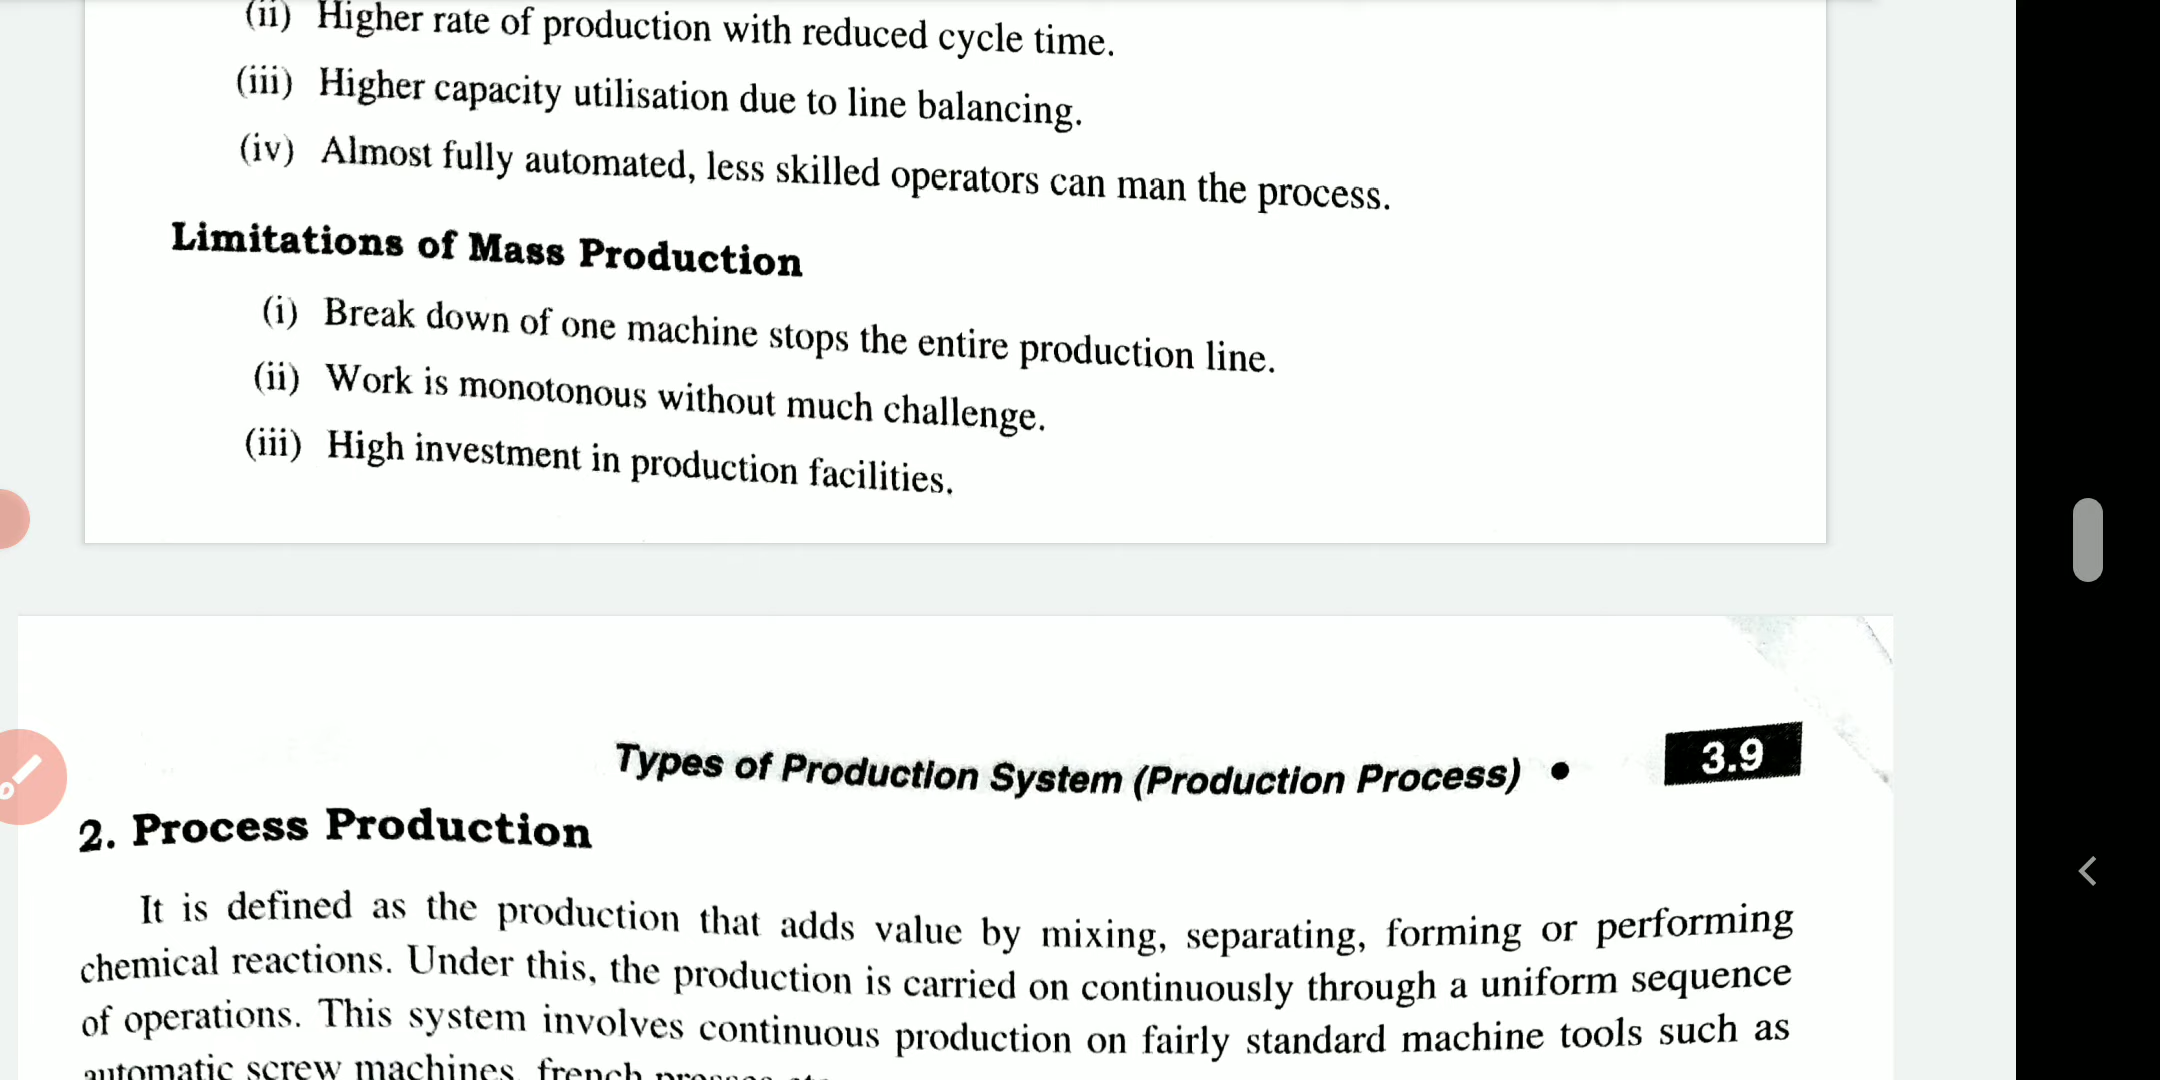 (ii) Higher rate of production with reduced cycle time.
(iii) Higher capacity utilisation due to line balancing.
(iv) Almost fully automated, less skilled operators can man the process.
Limitations of Mass Production
(i) Break down of one machine stops the entire production line.
(ii) Work is monotonous without much challenge.
(iii) High investment in production facilities.
Types of Production System (Production Process) • 3.9
2. Process Production
It is defined as the production that adds value by mixing, separating, forming or performing
chemical reactions. Under this, the production is carried on continuously through a uniform sequence
of operations. This system involves continuous production on fairly standard machine tools such as
automatic screw machines, french